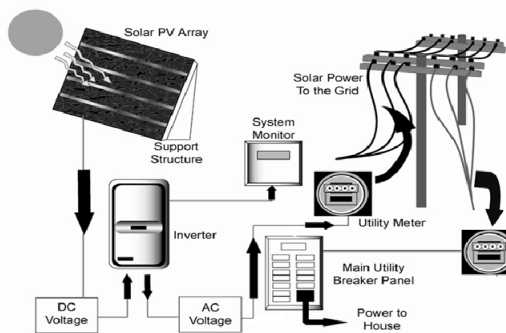 Solar PV Array
Solar Power
To the Grid
Support
Structure
System
Monitor
Inverter
Utility Meter
Main Utility
Breaker Panel
DC
Voltage
AC
Voltage
Power to
House